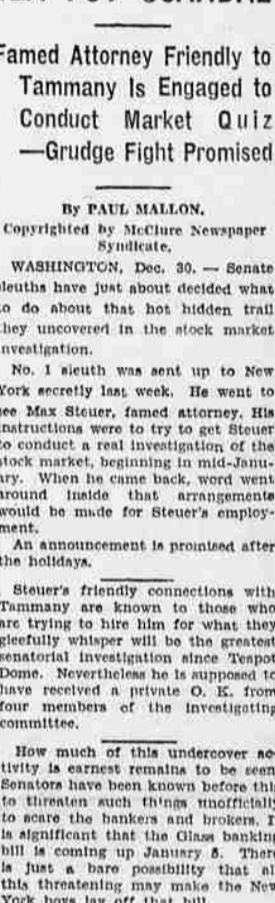 Famed Attorney Friendly to
Tammany Is Engaged to
Conduct Market Quiz
—Grudge Fight Promised
By PAUL MALLON.
Copyrighted by McClure Newspaper
Syndicate.
WASHINGTON, Dec. 30. — Senate
sleuths have just about decided what
to do about that hot hidden trail
they uncovered in the stock market
investigation.
No. 1 sleuth was sent up to New
York secretly last week. He went to
see Max Steuer, famed attorney. His
instructions were to try to get Steuer
to conduct a real investigation of the
stock market, beginning in mid-Janu-
ary. When he came back, word went
around inside that arrangements
would be made for Steuer's employ-
ment.
An announcement is promised after
the holidays.
Steuer's friendly connections with
Tammany are known to those who
are trying to hire him for what they
gleefully whisper will be the greatest
senatorial investigation since Teapot
Dome. Nevertheless he is supposed to
have received a private O. K. from
four members of the investigating
committee.
How much of this undercover ac-
tivity is earnest remains to be seen
Senators have been known before this
to threaten such things unofficially
to scare the bankers and brokers. I
is significant that the Glass banking
bill is coming up January 5. There
is just a bare possibility that al
this threatening may make the New
York boys lay off that bill.